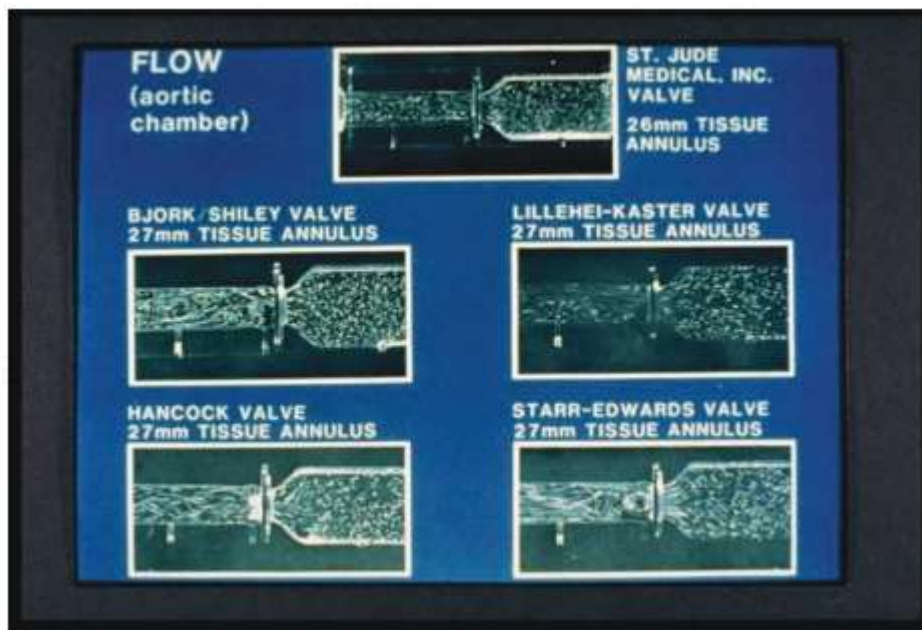 FLOW
(aortic
chamber)
ST. JUDE
MEDICAL, INC.
VALVE
26mm TISSUE
ANNULUS
BJORK/SHILEY VALVE
27mm TISSUE ANNULUS
LILLEHEI-KASTER VALVE
27mm TISSUE ANNULUS
HANCOCK VALVE
27mm TISSUE ANNULUS
STARR-EDWARDS VALVE
27mm TISSUE ANNULUS